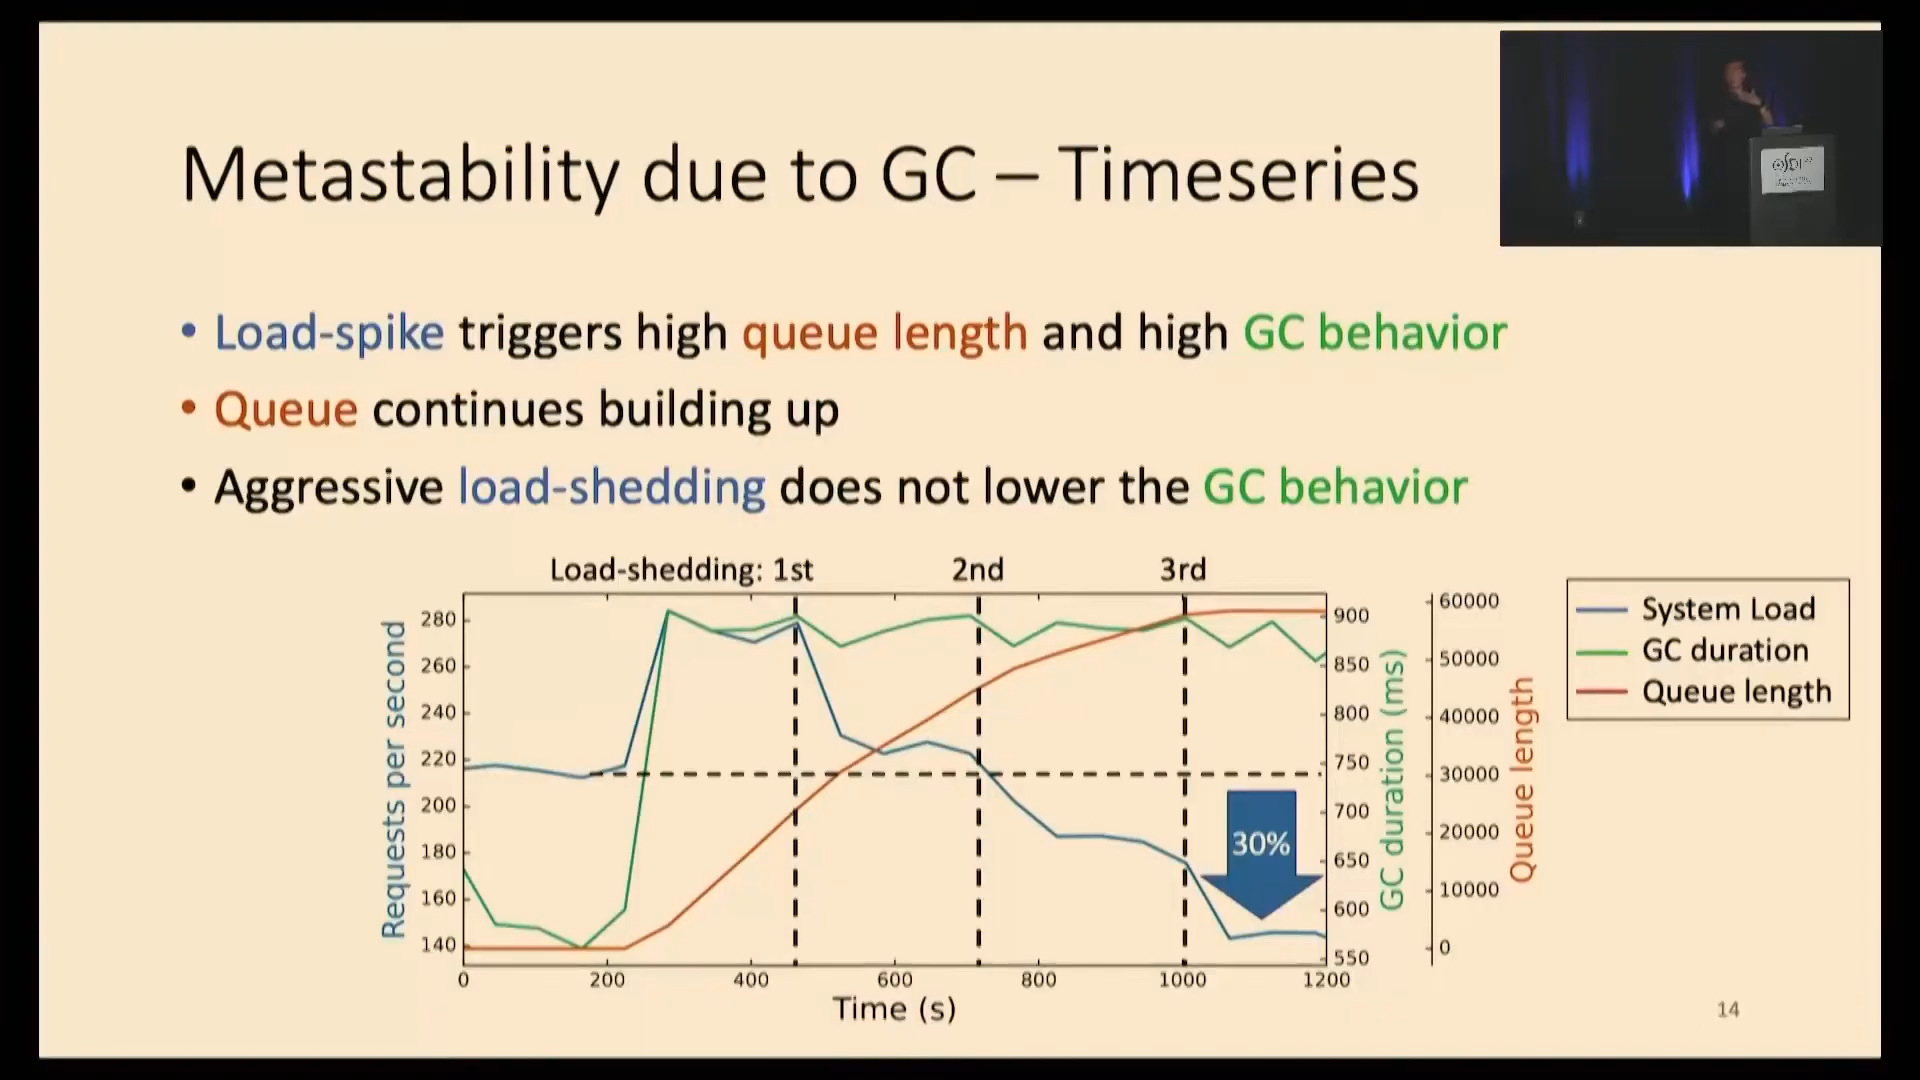 Metastability due to GC – Timeseries
• Load-spike triggers high queue length and high GC behavior
• Queue continues building up
• Aggressive load-shedding does not lower the GC behavior
Load-shedding: 1st 2nd 3rd
Requests per second
280
260
240
220
200
180
160
140
0 200 400 600 800 1000 1200
Time (s)
30%
900
850
800
750
700
650
600
550
GC duration (ms)
60000
50000
40000
30000
20000
10000
0
Queue length
System Load
GC duration
Queue length
14